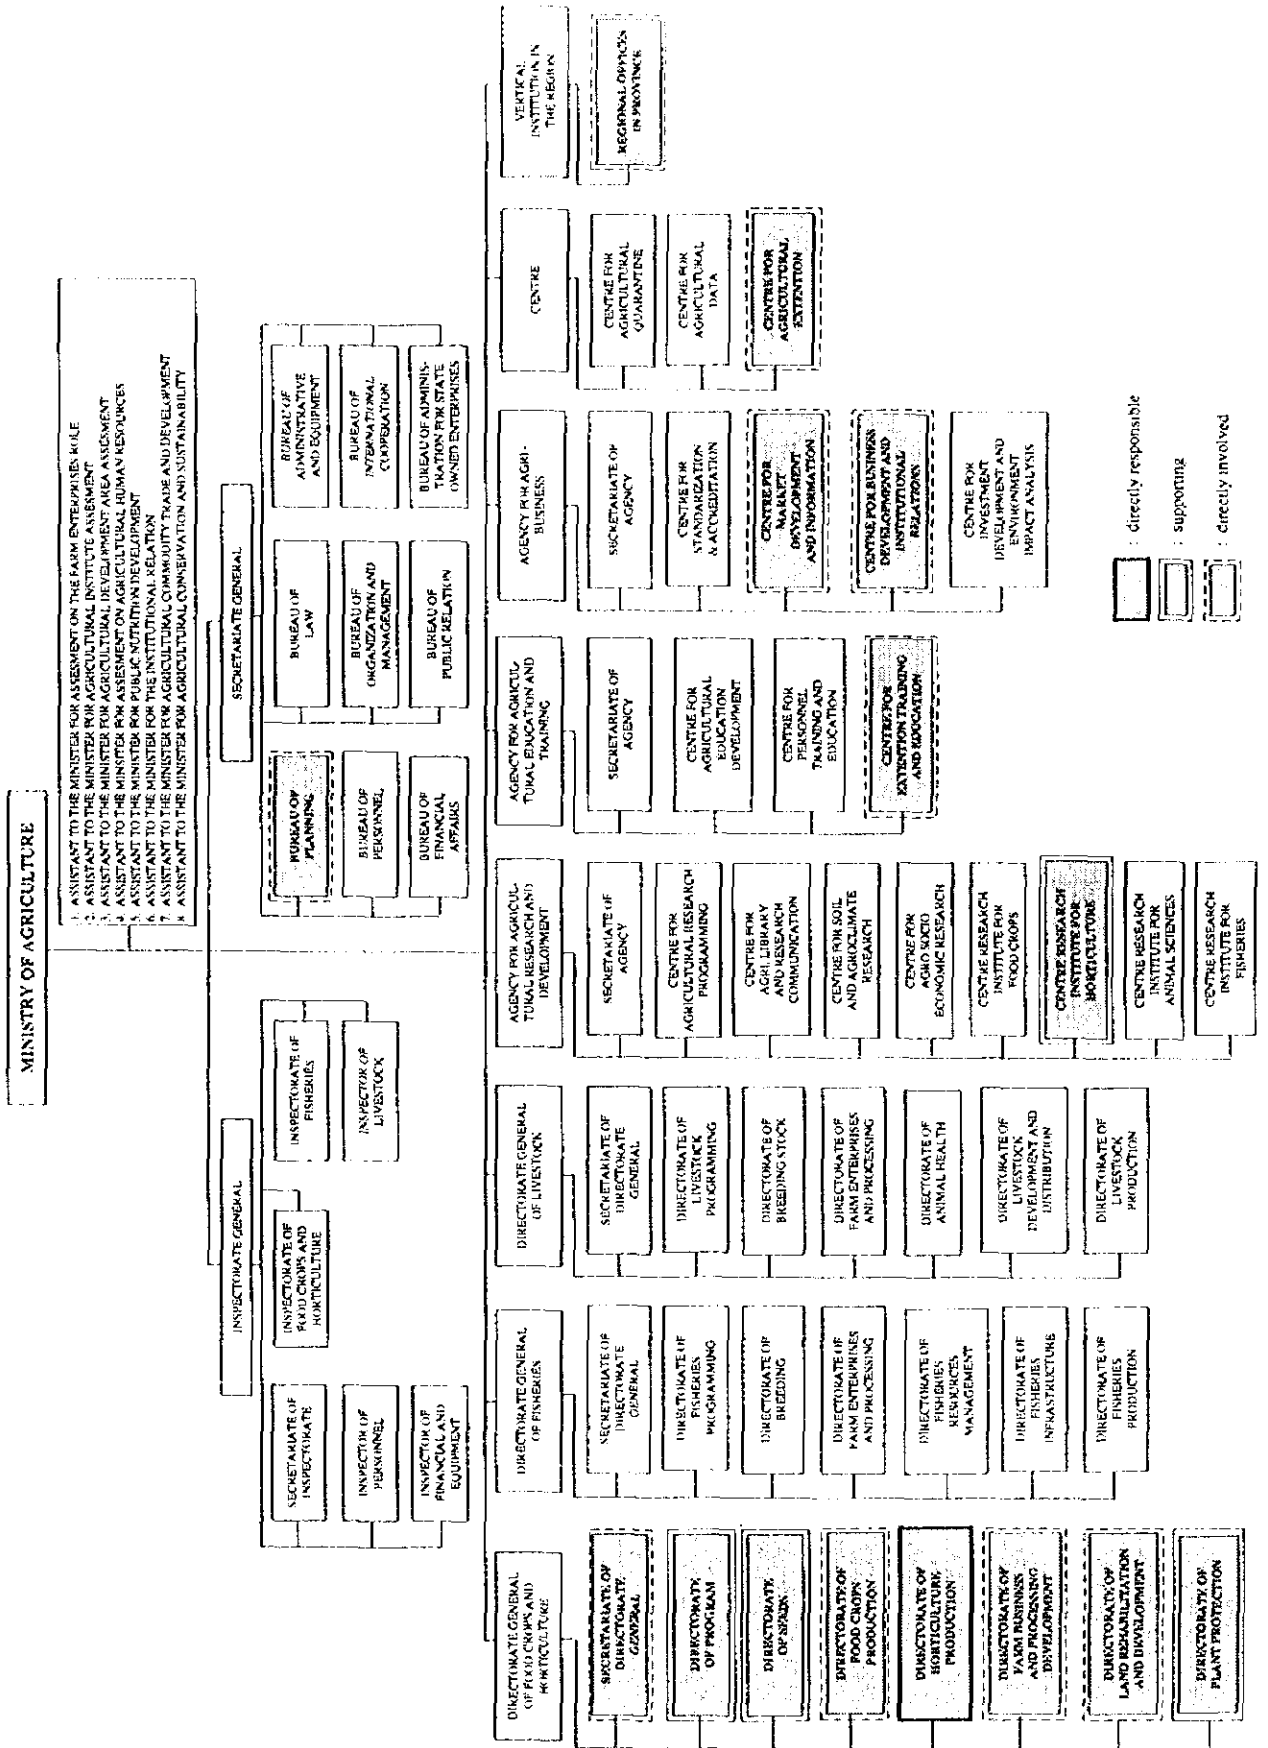 MINISTRY OF AGRICULTURE
1. ASSISTANT TO THE MINISTER FOR ASSESMENT ON THE FARM ENTERPRISES ROLE
2. ASSISTANT TO THE MINISTER FOR AGRICULTURAL INSTITUTE ASSESMENT
3. ASSISTANT TO THE MINISTER FOR AGRICULTURAL DEVELOPMENT AREA ASSESMENT
4. ASSISTANT TO THE MINISTER FOR ASSESMENT ON AGRICULTURAL HUMAN RESOURCES
5. ASSISTANT TO THE MINISTER FOR PUBLIC NUTRITION DEVELOPMENT
6. ASSISTANT TO THE MINISTER FOR THE INSTITUTIONAL RELATION
7. ASSISTANT TO THE MINISTER FOR AGRICULTURAL COMMODITY TRADE AND DEVELOPMENT
8. ASSISTANT TO THE MINISTER FOR AGRICULTURAL CONSERVATION AND SUSTAINABILITY
INSPECTORATE GENERAL
SECRETARIATE OF
INSPECTORATE
INSPECTOR OF
PERSONNEL
INSPECTOR OF
FINANCIAL AND
EQUIPMENT
INSPECTORATE OF
FOOD CROPS AND
HORTICULTURE
INSPECTORATE OF
FISHERIES
INSPECTOR OF
LIVESTOCK
SECRETARIATE GENERAL
BUREAU OF
PLANNING
BUREAU OF
PERSONNEL
BUREAU OF
FINANCIAL
AFFAIRS
BUREAU OF
LAW
BUREAU OF
ORGANIZATION AND
MANAGEMENT
BUREAU OF
PUBLIC RELATION
BUREAU OF
ADMINISTRATIVE
AND EQUIPMENT
BUREAU OF
INTERNATIONAL
COOPERATION
BUREAU OF ADMINIS-
TRATION FOR STATE
OWNED ENTERPRISES
DIRECTORATE GENERAL
OF FOOD CROPS AND
HORTICULTURE
SECRETARIATE OF
DIRECTORATE
GENERAL
DIRECTORATE
OF PROGRAM
DIRECTORATE
OF SEEDS
DIRECTORATE OF
FOOD CROPS
PRODUCTION
DIRECTORATE OF
HORTICULTURE
PRODUCTION
DIRECTORATE OF
FARM BUSINESS
AND PROCESSING
DEVELOPMENT
DIRECTORATE OF
LAND REHABILITATION
AND DEVELOPMENT
DIRECTORATE OF
PLANT PROTECTION
DIRECTORATE GENERAL
OF FISHERIES
SECRETARIATE OF
DIRECTORATE
GENERAL
DIRECTORATE OF
FISHERIES
PROGRAMMING
DIRECTORATE OF
BREEDING
DIRECTORATE OF
FARM ENTERPRISES
AND PROCESSING
DIRECTORATE OF
FISHERIES
RESOURCES
MANAGEMENT
DIRECTORATE OF
FISHERIES
INFRASTRUCTURE
DIRECTORATE OF
FISHERIES
PRODUCTION
DIRECTORATE GENERAL
OF LIVESTOCK
SECRETARIATE OF
DIRECTORATE
GENERAL
DIRECTORATE OF
LIVESTOCK
PROGRAMMING
DIRECTORATE OF
BREEDING STOCK
DIRECTORATE OF
FARM ENTERPRISES
AND PROCESSING
DIRECTORATE OF
ANIMAL HEALTH
DIRECTORATE OF
LIVESTOCK
DEVELOPMENT AND
DISTRIBUTION
DIRECTORATE OF
LIVESTOCK
PRODUCTION
AGENCY FOR AGRICUL-
TURAL RESEARCH AND
DEVELOPMENT
SECRETARIATE OF
AGENCY
CENTRE FOR
AGRICULTURAL RESEARCH
PROGRAMMING
CENTRE FOR
AGRI. LIBRARY
AND RESEARCH
COMMUNICATION
CENTRE FOR SOIL
AND AGROCLIMATE
RESEARCH
CENTRE FOR
AGRO SOCIO
ECONOMIC RESEARCH
CENTRE RESEARCH
INSTITUTE FOR
FOOD CROPS
CENTRE RESEARCH
INSTITUTE FOR
HORTICULTURE
CENTRE RESEARCH
INSTITUTE FOR
ANIMAL SCIENCES
CENTRE RESEARCH
INSTITUTE FOR
FISHERIES
AGENCY FOR AGRICUL-
TURAL EDUCATION AND
TRAINING
SECRETARIATE OF
AGENCY
CENTRE FOR
AGRICULTURAL
EDUCATION
DEVELOPMENT
CENTRE FOR
PERSONNEL
TRAINING AND
EDUCATION
CENTRE FOR
EXTENTION TRAINING
AND EDUCATION
AGENCY FOR AGRI-
BUSINESS
SECRETARIATE OF
AGENCY
CENTRE FOR
STANDARDIZATION
& ACCREDITATION
CENTRE FOR
MARKET
DEVELOPMENT
AND INFORMATION
CENTRE FOR BUSINESS
DEVELOPMENT AND
INSTITUTIONAL
RELATIONS
CENTRE FOR
INVESTMENT
DEVELOPMENT AND
ENVIRONMENT
IMPACT ANALYSIS
CENTRE
CENTRE FOR
AGRICULTURAL
QUARANTINE
CENTRE FOR
AGRICULTURAL
DATA
CENTRE FOR
AGRICULTURAL
EXTENTION
VERTICAL
INSTITUTION IN
THE REGION
REGIONAL OFFICES
IN PROVINCE
: directly responsible
: supporting
: directly involved